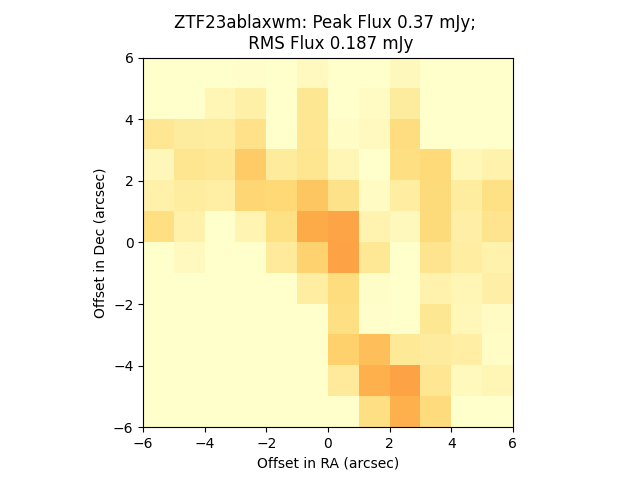 ZTF23ablaxwm: Peak Flux 0.37 mJy;
RMS Flux 0.187 mJy
6
4
2
0
−2
−4
−6
Offset in Dec (arcsec)
−6 −4 −2 0 2 4 6
Offset in RA (arcsec)